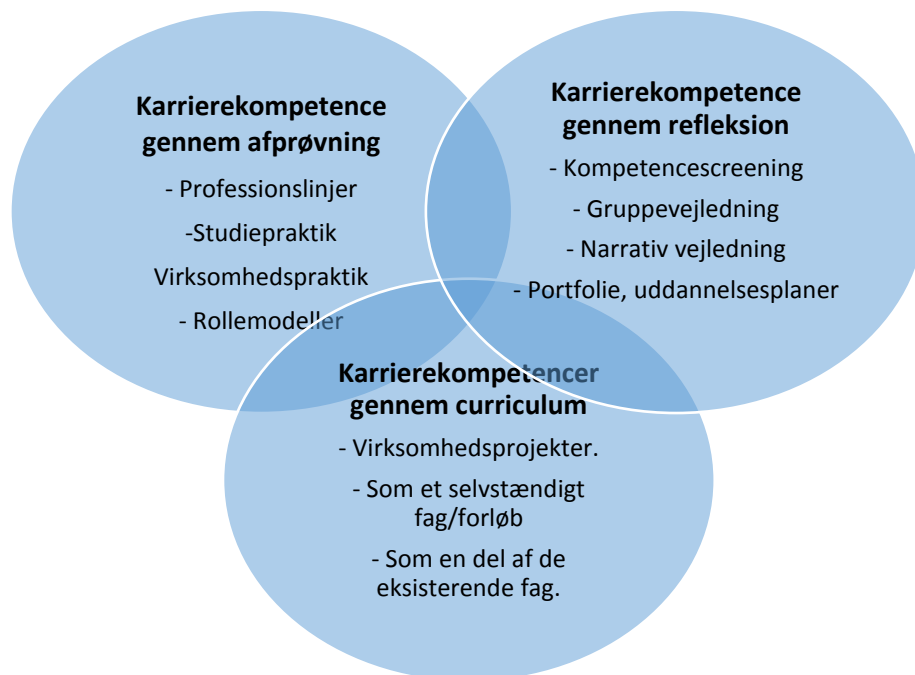 Karrierekompetence
gennem afprøvning
- Professionslinjer
-Studiepraktik
Virksomhedspraktik
- Rollemodeller
Karrierekompetence
gennem refleksion
- Kompetencescreening
- Gruppevejledning
- Narrativ vejledning
- Portfolie, uddannelsesplaner
Karrierekompetencer
gennem curriculum
- Virksomhedsprojekter.
- Som et selvstændigt
fag/forløb
- Som en del af de
eksisterende fag.